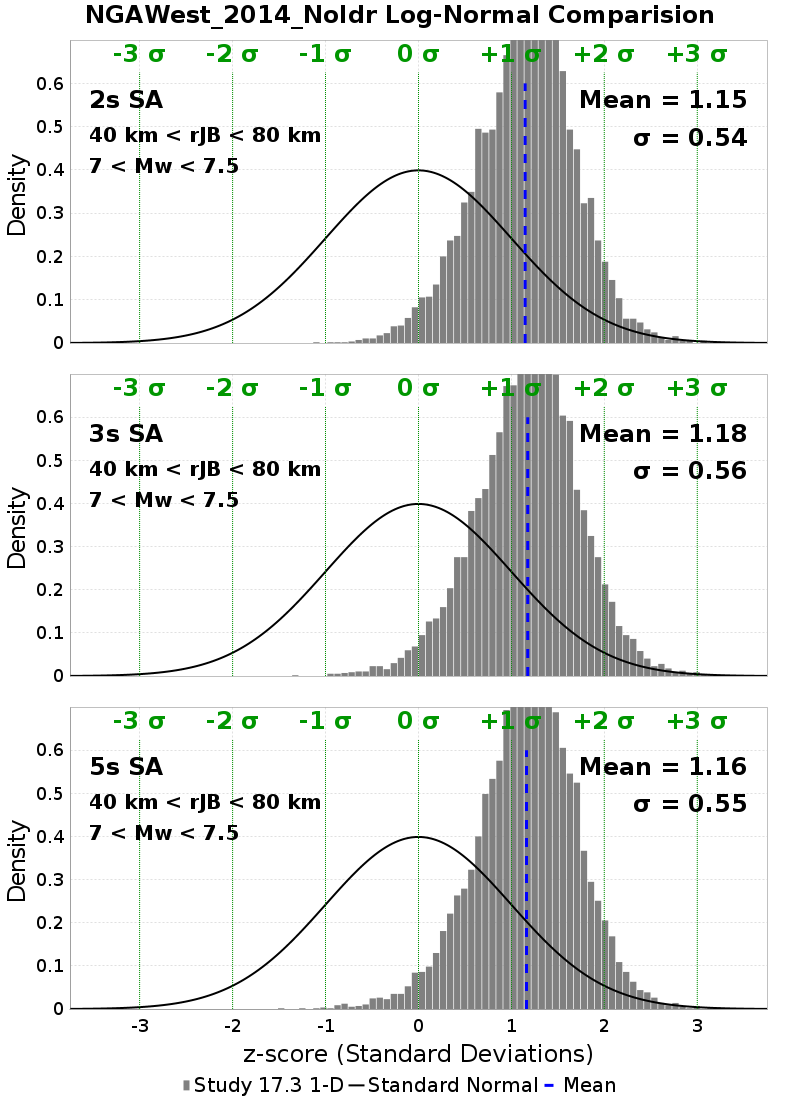 NGAWest_2014_NoIdr Log-Normal Comparision
-3 σ -2 σ -1 σ 0 σ +1 σ +2 σ +3 σ
0.6
2s SA Mean = 1.15
0.5
40 km < rJB < 80 km σ = 0.54
7 < Mw < 7.5
0.4
0.3
0.2
0.1
0
Density
-3 σ -2 σ -1 σ 0 σ +1 σ +2 σ +3 σ
0.6
3s SA Mean = 1.18
0.5
40 km < rJB < 80 km σ = 0.56
7 < Mw < 7.5
0.4
0.3
0.2
0.1
0
Density
-3 σ -2 σ -1 σ 0 σ +1 σ +2 σ +3 σ
0.6
5s SA Mean = 1.16
0.5
40 km < rJB < 80 km σ = 0.55
7 < Mw < 7.5
0.4
0.3
0.2
0.1
0
Density
-3 -2 -1 0 1 2 3
z-score (Standard Deviations)
Study 17.3 1-D Standard Normal Mean